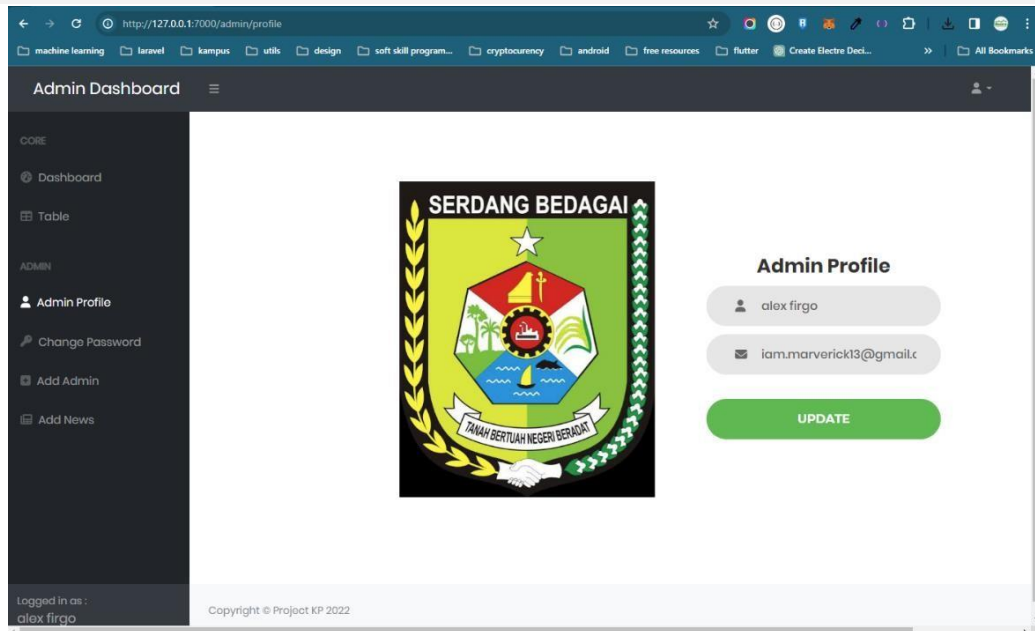 http://127.0.0.1:7000/admin/profile
machine learning laravel kampus utils design soft skill program... cryptocurency android free resources flutter Create Electre Deci... » All Bookmarks
Admin Dashboard
CORE
Dashboard
Table
ADMIN
Admin Profile
Change Password
Add Admin
Add News
Logged in as :
alex firgo
SERDANG BEDAGAI
TANAH BERTUAH NEGERI BERADAT
Admin Profile
alex firgo
iam.marverick13@gmail.c
UPDATE
Copyright © Project KP 2022